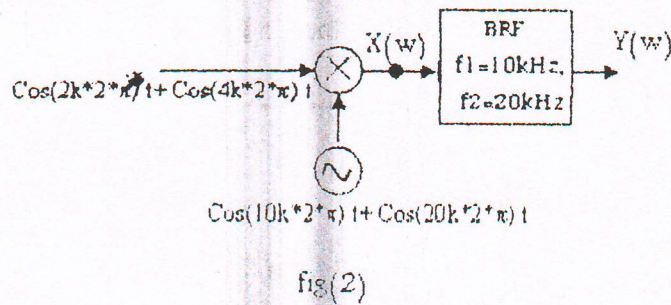 X(w)
BRF
f1=10kHz,
f2=20kHz
Y(w)
Cos(2k*2*π) t+Cos(4k*2*π) t
Cos(10k*2*π) t+Cos(20k*2*π) t
fig(2)